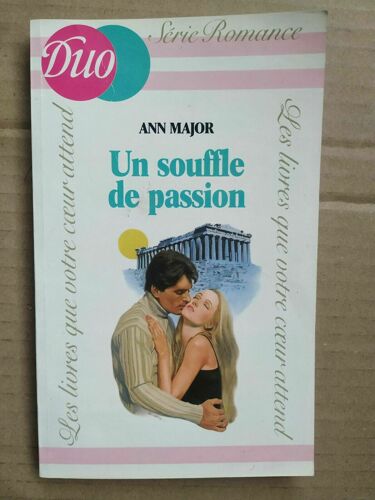 Duo
Série Romance
ANN MAJOR
Un souffle
de passion
Les livres que votre cœur attend
Les livres que votre cœur attend